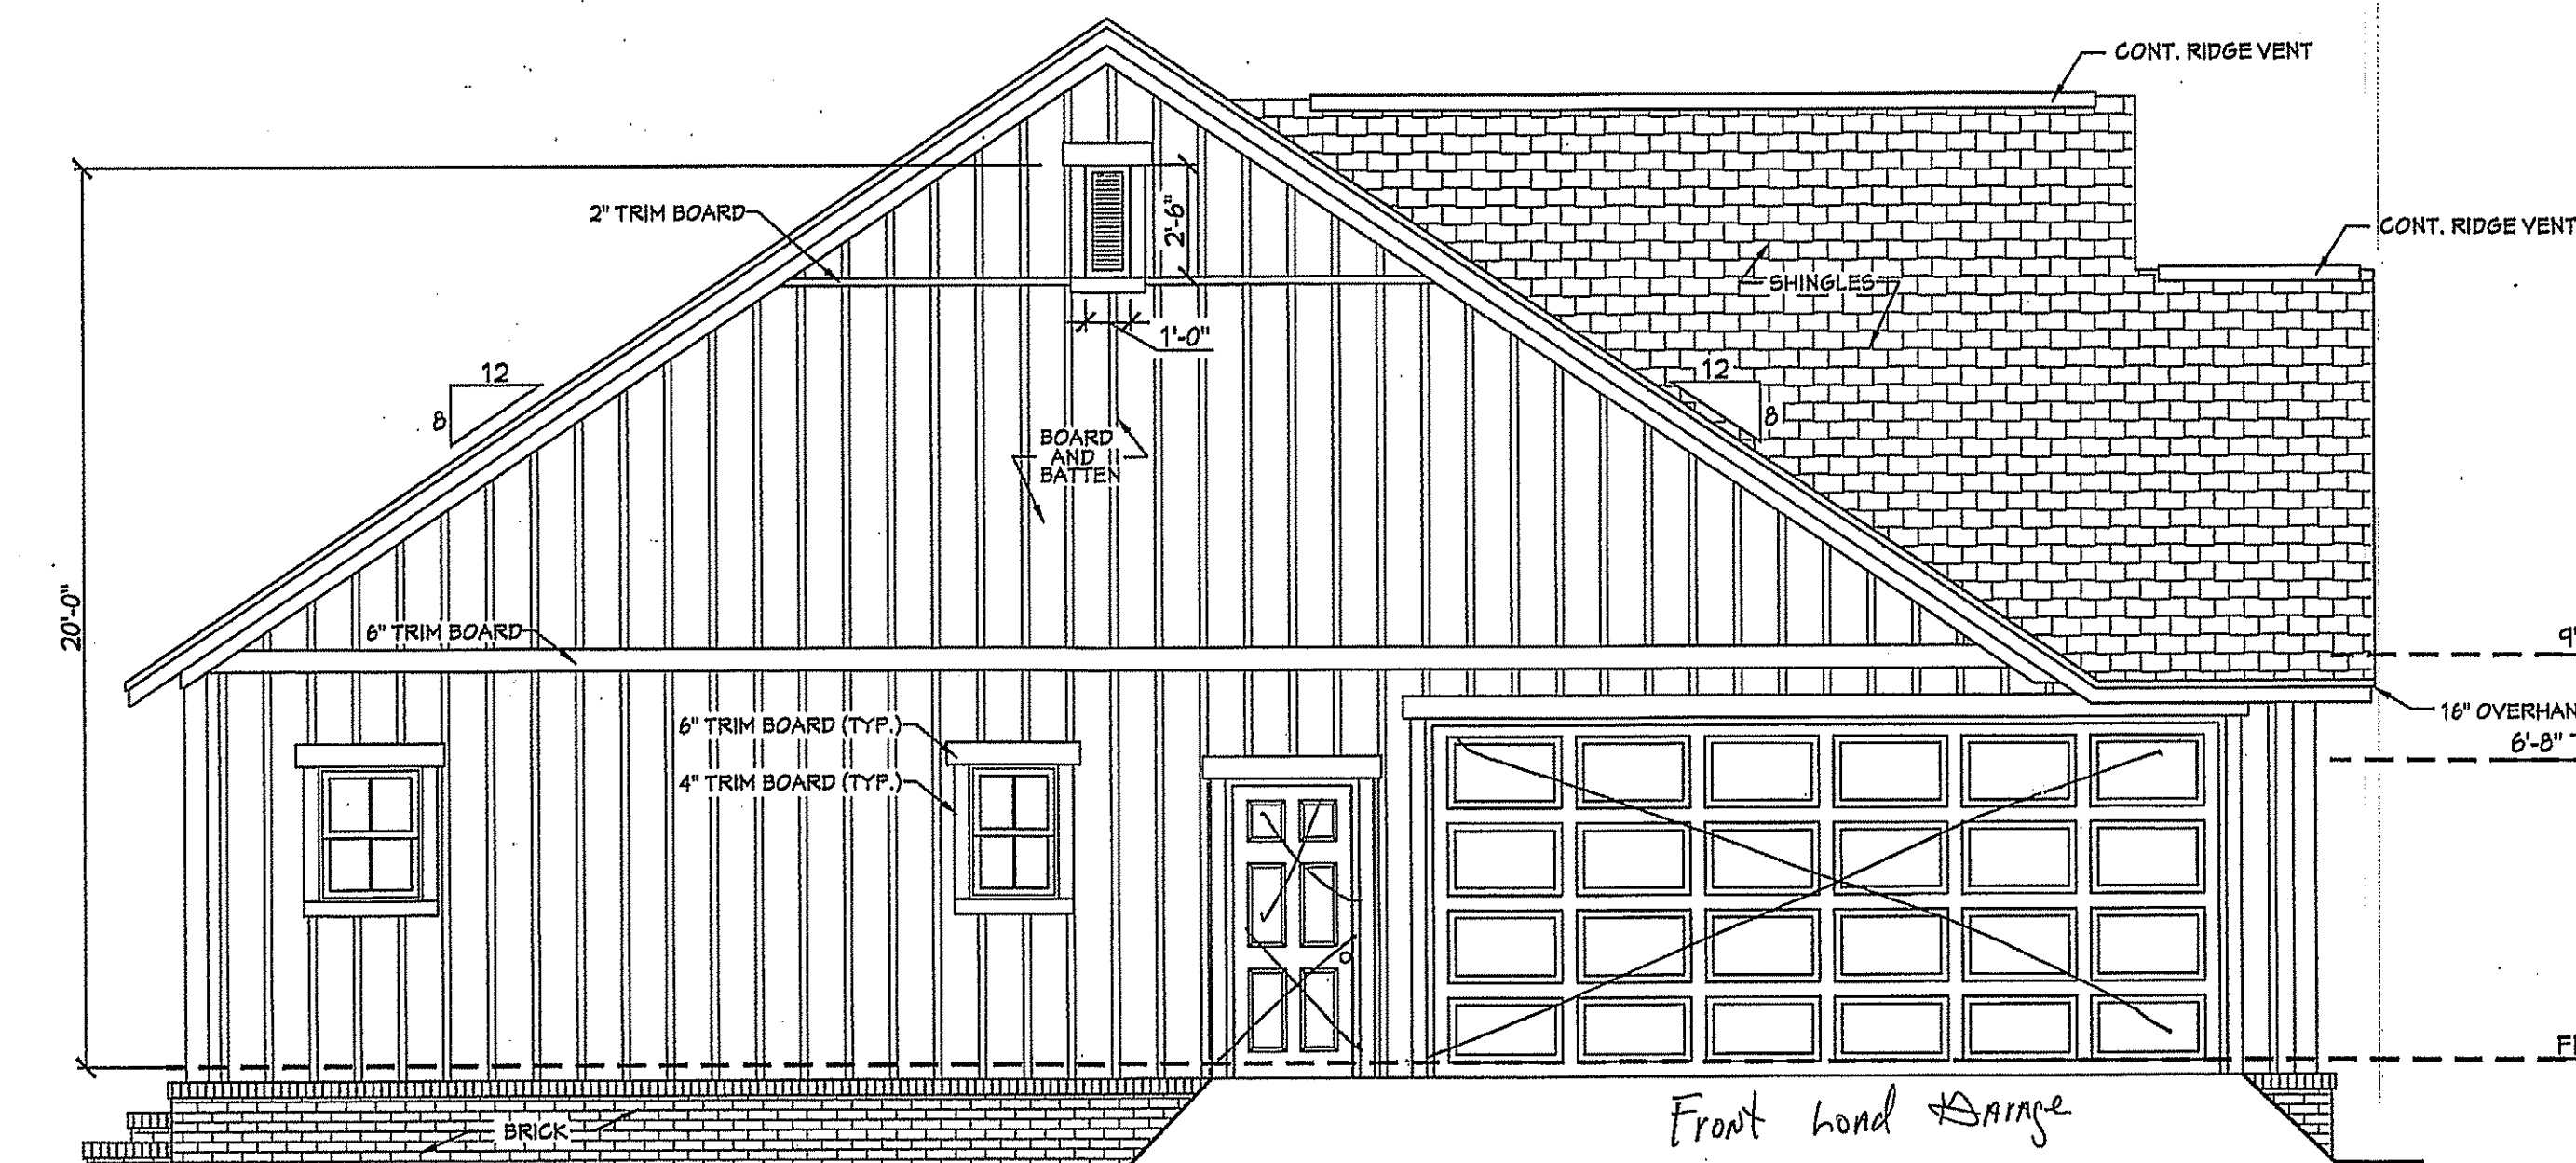 CONT. RIDGE VENT
CONT. RIDGE VENT
2" TRIM BOARD
2'-6"
SHINGLES
1'-0"
12
8
12
8
BOARD
AND
BATTEN
20'-0"
6" TRIM BOARD
9'
16" OVERHAN
6" TRIM BOARD (TYP.)
6'-8"
4" TRIM BOARD (TYP.)
BRICK
Front Load Garage